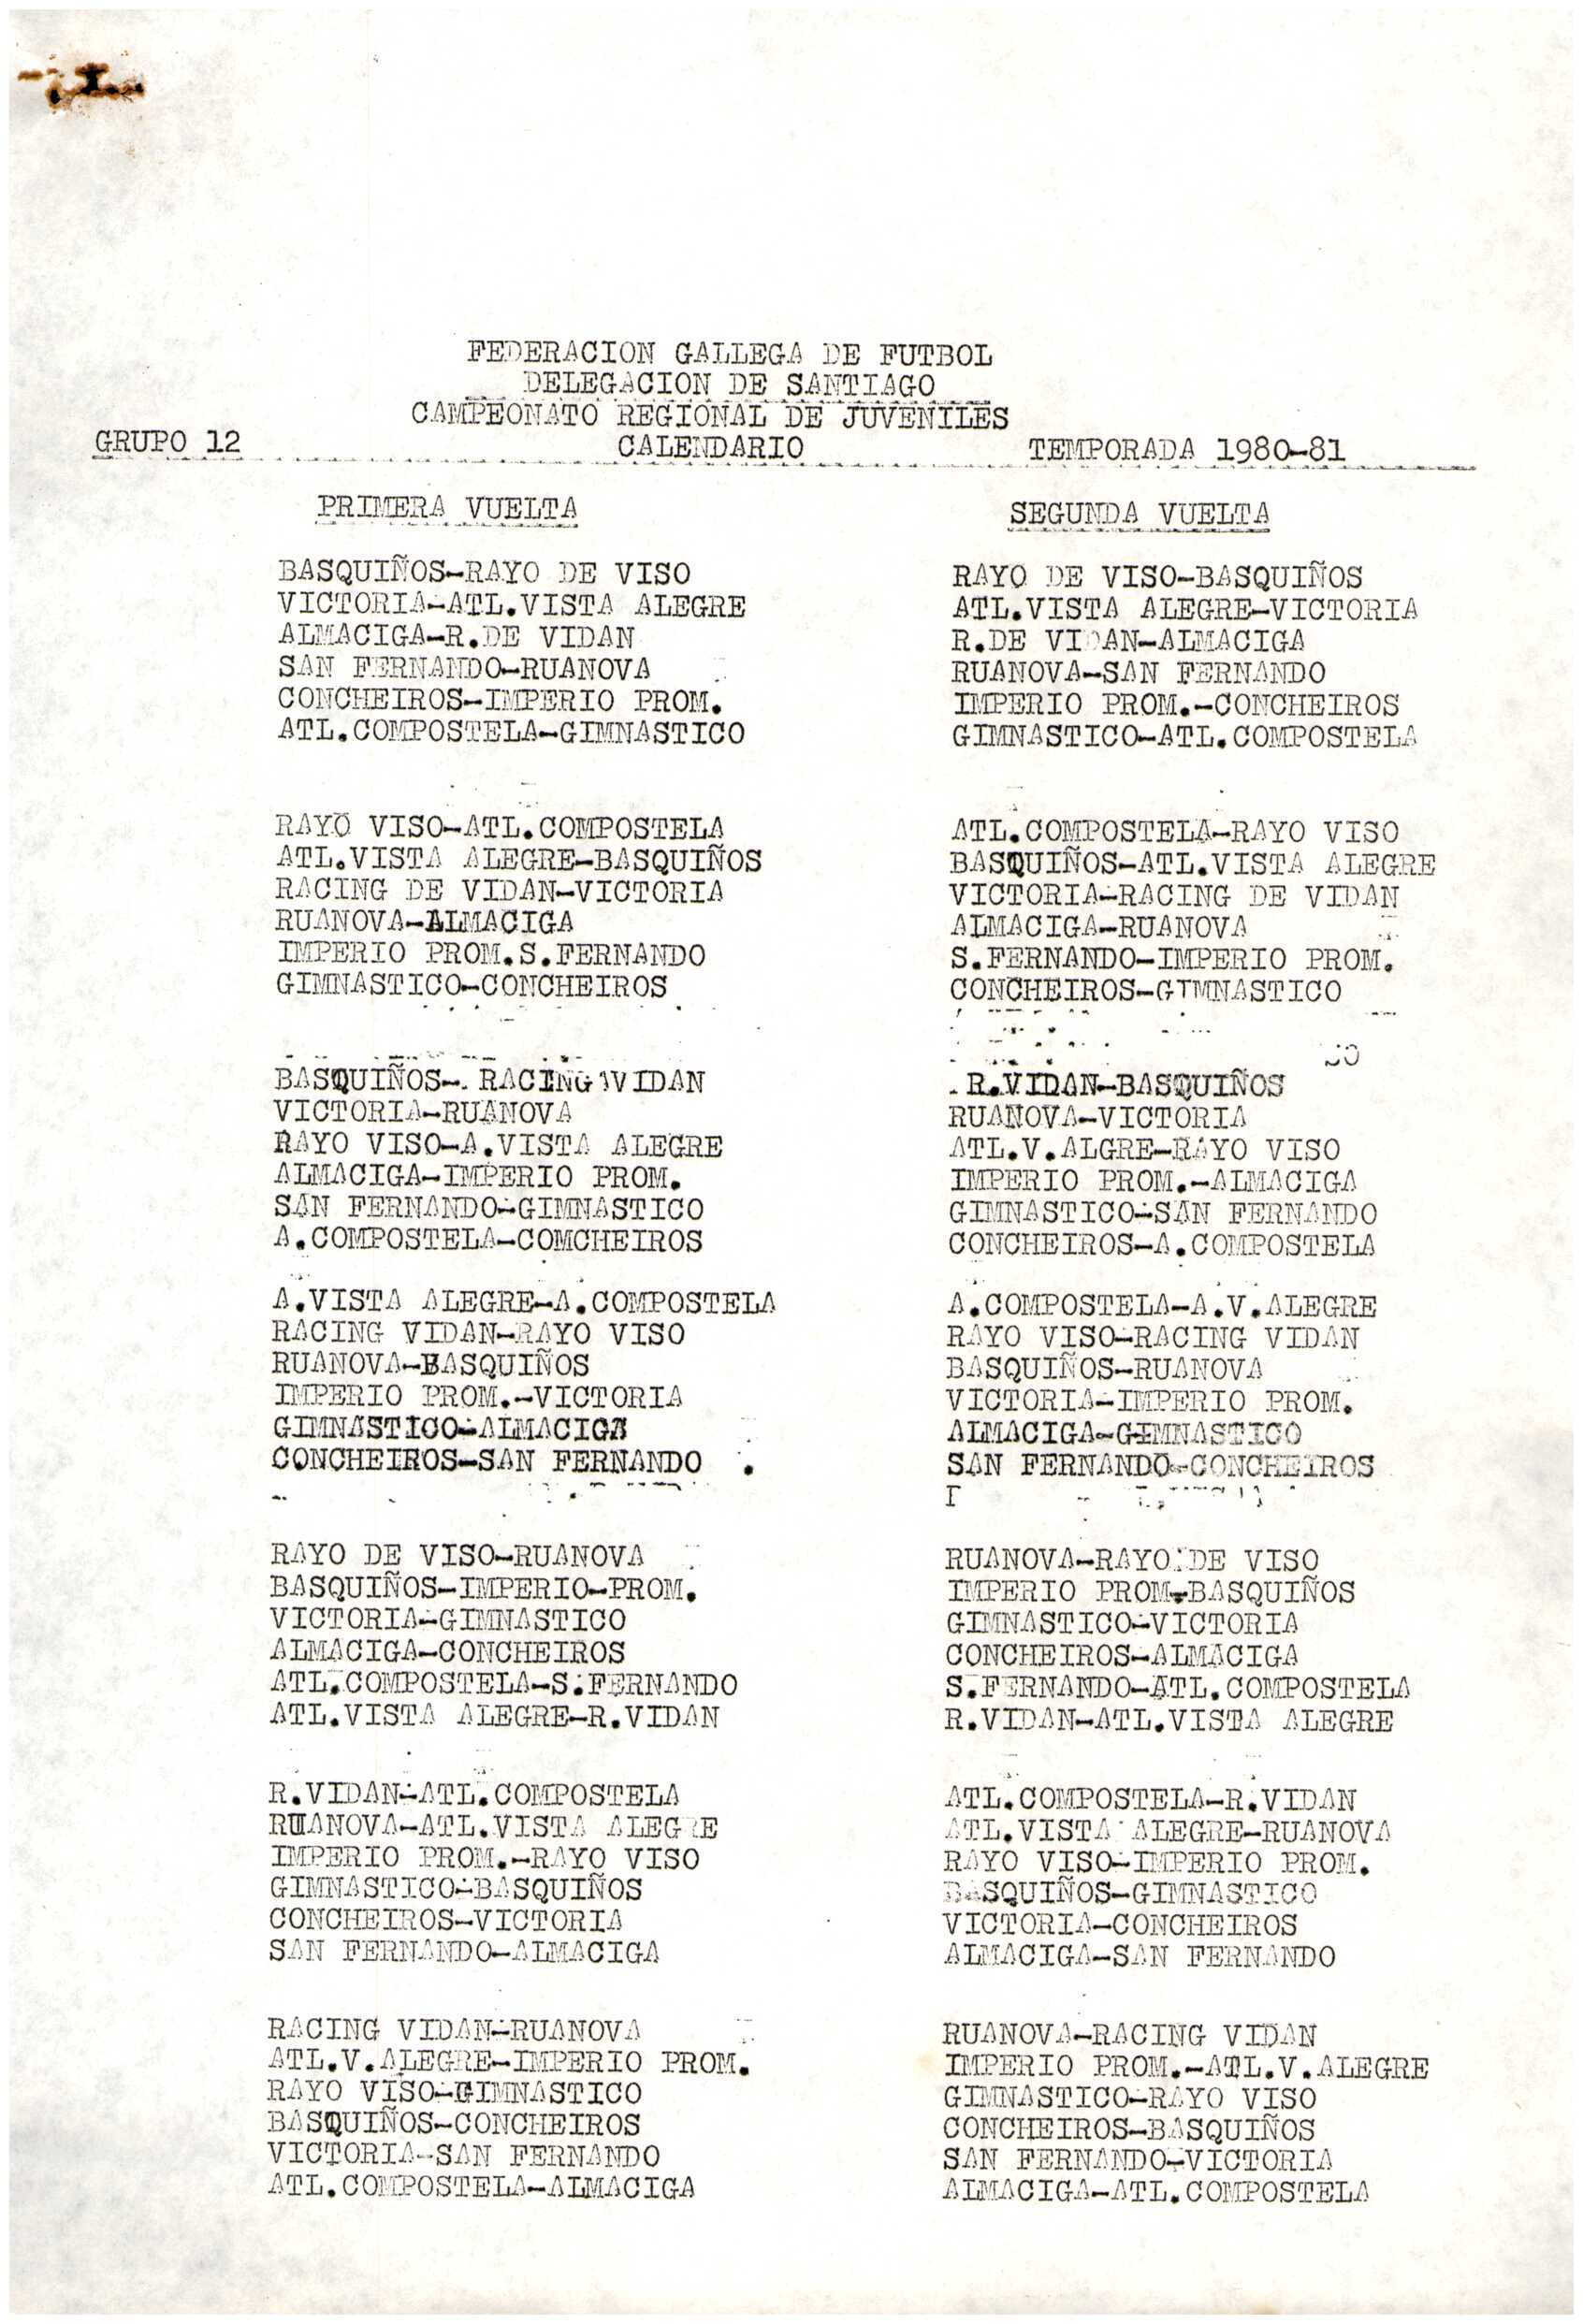 FEDERACION GALLEGA DE FUTBOL
DELEGACION DE SANTIAGO
CAMPEONATO REGIONAL DE JUVENILES
GRUPO 12 CALENDARIO TEMPORADA 1980-81
PRIMERA VUELTA
BASQUIÑOS-RAYO DE VISO
VICTORIA-ATL.VISTA ALEGRE
ALMACIGA-R.DE VIDAN
SAN FERNANDO-RUANOVA
CONCHEIROS-IMPERIO PROM.
ATL.COMPOSTELA-GIMNASTICO
RAYO VISO-ATL.COMPOSTELA
ATL.VISTA ALEGRE-BASQUIÑOS
RACING DE VIDAN-VICTORIA
RUANOVA-ALMACIGA
IMPERIO PROM.S.FERNANDO
GIMNASTICO-CONCHEIROS
BASQUIÑOS-.RACING VIDAN
VICTORIA-RUANOVA
RAYO VISO-A.VISTA ALEGRE
ALMACIGA-IMPERIO PROM.
SAN FERNANDO-GIMNASTICO
A.COMPOSTELA-COMCHEIROS
A.VISTA ALEGRE-A.COMPOSTELA
RACING VIDAN-RAYO VISO
RUANOVA-BASQUIÑOS
IMPERIO PROM.-VICTORIA
GIMNASTICO-ALMACIGA
CONCHEIROS-SAN FERNANDO
RAYO DE VISO-RUANOVA
BASQUIÑOS-IMPERIO-PROM.
VICTORIA-GIMNASTICO
ALMACIGA-CONCHEIROS
ATL.COMPOSTELA-S.FERNANDO
ATL.VISTA ALEGRE-R.VIDAN
R.VIDAN-ATL.COMPOSTELA
RUANOVA-ATL.VISTA ALEGRE
IMPERIO PROM.-RAYO VISO
GIMNASTICO-BASQUIÑOS
CONCHEIROS-VICTORIA
SAN FERNANDO-ALMACIGA
RACING VIDAN-RUANOVA
ATL.V.ALEGRE-IMPERIO PROM.
RAYO VISO-GIMNASTICO
BASQUIÑOS-CONCHEIROS
VICTORIA-SAN FERNANDO
ATL.COMPOSTELA-ALMACIGA
SEGUNDA VUELTA
RAYO DE VISO-BASQUIÑOS
ATL.VISTA ALEGRE-VICTORIA
R.DE VIDAN-ALMACIGA
RUANOVA-SAN FERNANDO
IMPERIO PROM.-CONCHEIROS
GIMNASTICO-ATL.COMPOSTELA
ATL.COMPOSTELA-RAYO VISO
BASQUIÑOS-ATL.VISTA ALEGRE
VICTORIA-RACING DE VIDAN
ALMACIGA-RUANOVA
S.FERNANDO-IMPERIO PROM.
CONCHEIROS-GIMNASTICO
R.VIDAN-BASQUIÑOS
RUANOVA-VICTORIA
ATL.V.ALGRE-RAYO VISO
IMPERIO PROM.-ALMACIGA
GIMNASTICO-SAN FERNANDO
CONCHEIROS-A.COMPOSTELA
A.COMPOSTELA-A.V.ALEGRE
RAYO VISO-RACING VIDAN
BASQUIÑOS-RUANOVA
VICTORIA-IMPERIO PROM.
ALMACIGA-GIMNASTICO
SAN FERNANDO-CONCHEIROS
RUANOVA-RAYO DE VISO
IMPERIO PROM-BASQUIÑOS
GIMNASTICO-VICTORIA
CONCHEIROS-ALMACIGA
S.FERNANDO-ATL.COMPOSTELA
R.VIDAN-ATL.VISTA ALEGRE
ATL.COMPOSTELA-R.VIDAN
ATL.VISTA ALEGRE-RUANOVA
RAYO VISO-IMPERIO PROM.
BASQUIÑOS-GIMNASTICO
VICTORIA-CONCHEIROS
ALMACIGA-SAN FERNANDO
RUANOVA-RACING VIDAN
IMPERIO PROM.-ATL.V.ALEGRE
GIMNASTICO-RAYO VISO
CONCHEIROS-BASQUIÑOS
SAN FERNANDO-VICTORIA
ALMACIGA-ATL.COMPOSTELA